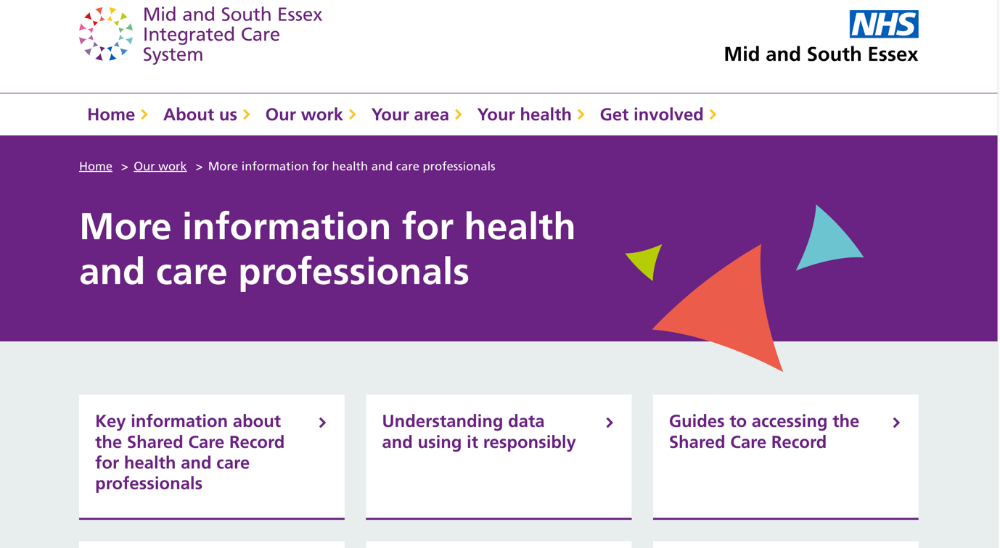 Mid and South Essex
Integrated Care
System
NHS
Mid and South Essex
Home About us Our work Your area Your health Get involved
Home > Our work > More information for health and care professionals
More information for health
and care professionals
Key information about
the Shared Care Record
for health and care
professionals
Understanding data
and using it responsibly
Guides to accessing the
Shared Care Record